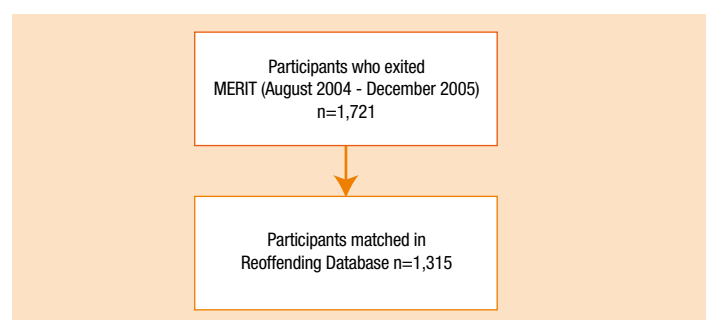 Participants who exited
MERIT (August 2004 - December 2005)
n=1,721
Participants matched in
Reoffending Database n=1,315